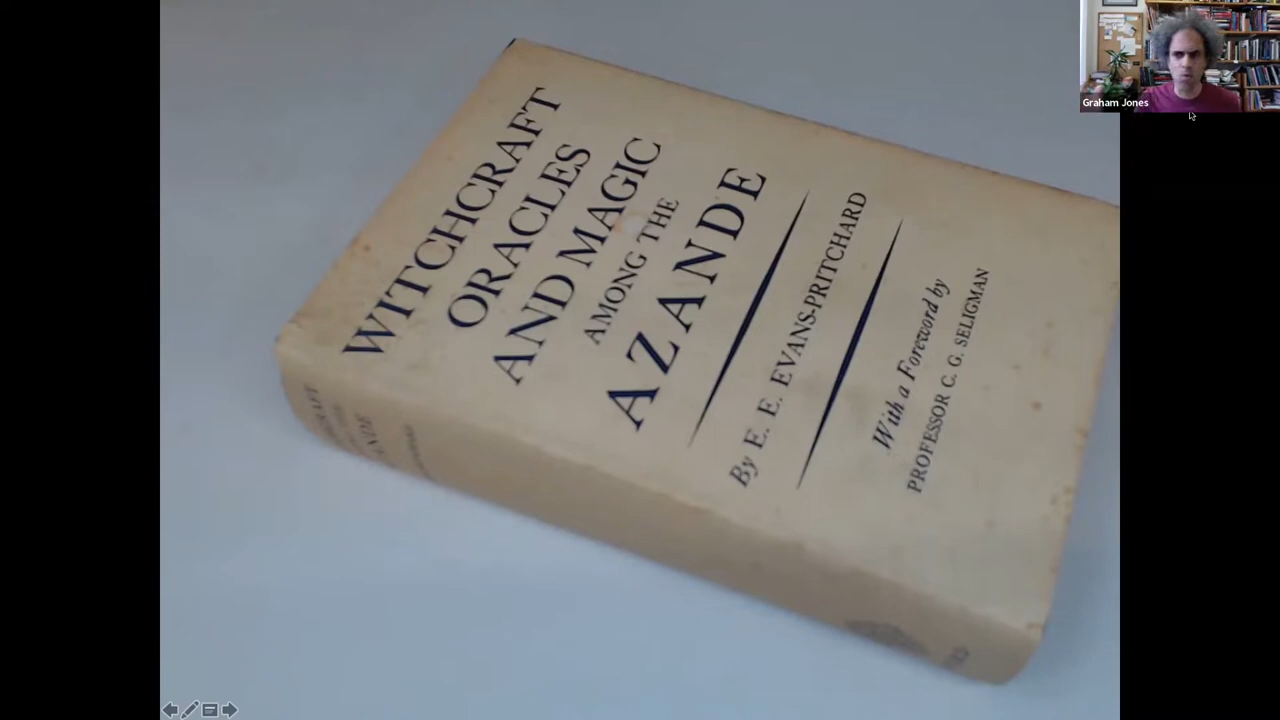 WITCHCRAFT
ORACLES
AND MAGIC
AMONG THE
AZANDE
By E. E. EVANS-PRITCHARD
With a Foreword by
PROFESSOR C. G. SELIGMAN
Graham Jones